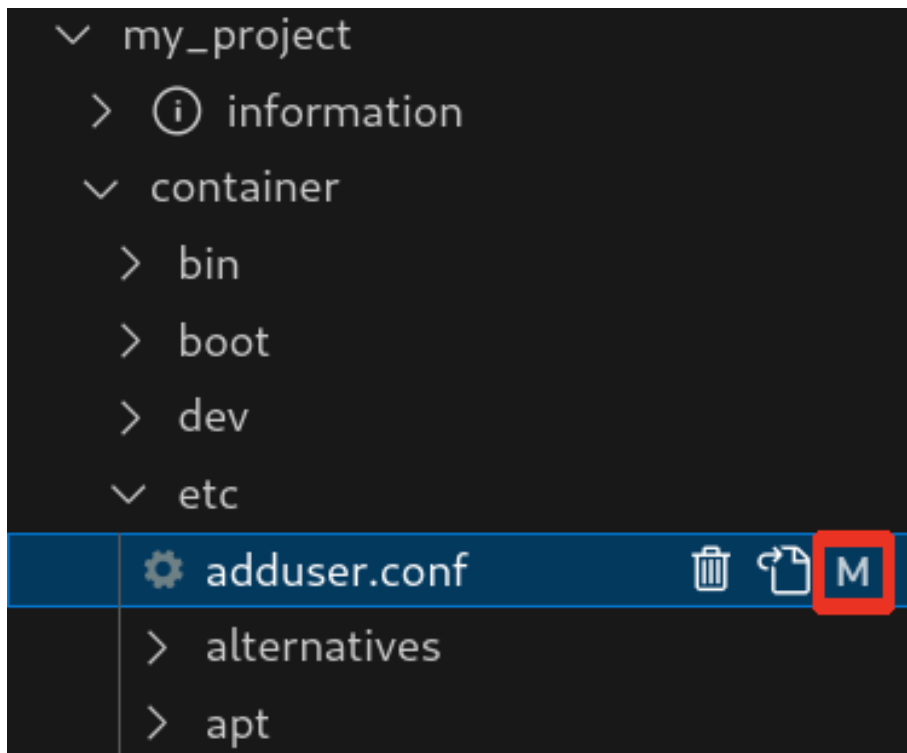 my_project
information
container
bin
boot
dev
etc
adduser.conf M
alternatives
apt